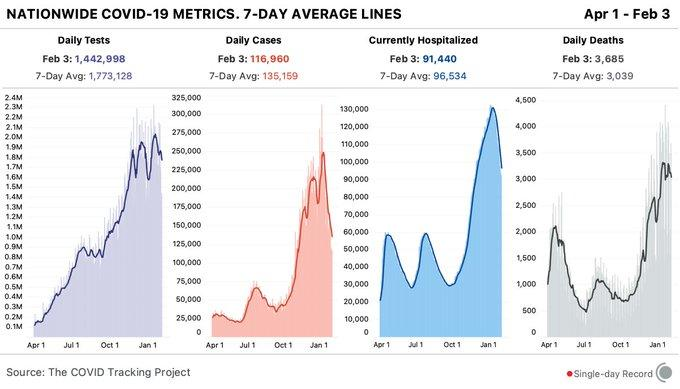 NATIONWIDE COVID-19 METRICS. 7-DAY AVERAGE LINES
Apr 1 - Feb 3
Daily Tests
Feb 3: 1,442,998
7-Day Avg: 1,773,128
2.4M
2.3M
2.2M
2.1M
2.0M
1.9M
1.8M
1.7M
1.6M
1.5M
1.4M
1.3M
1.2M
1.1M
1.0M
0.9M
0.8M
0.7M
0.6M
0.5M
0.4M
0.3M
0.2M
0.1M
Apr 1
Jul 1
Oct 1
Jan 1
Daily Cases
Feb 3: 116,960
7-Day Avg: 135,159
325,000
300,000
275,000
250,000
225,000
200,000
175,000
150,000
125,000
100,000
75,000
50,000
25,000
0
Apr 1
Jul 1
Oct 1
Jan 1
Currently Hospitalized
Feb 3: 91,440
7-Day Avg: 96,534
130,000
120,000
110,000
100,000
90,000
80,000
70,000
60,000
50,000
40,000
30,000
20,000
10,000
0
Apr 1
Jul 1
Oct 1
Jan 1
Daily Deaths
Feb 3: 3,685
7-Day Avg: 3,039
4,500
4,000
3,500
3,000
2,500
2,000
1,500
1,000
500
0
Apr 1
Jul 1
Oct 1
Jan 1
Source: The COVID Tracking Project
Single-day Record